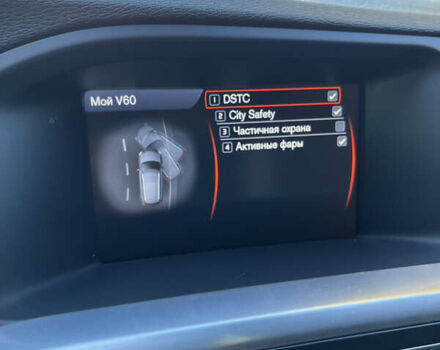 Мой V60
1 DSTC
2 City Safety
3 Частичная охрана
4 Активные фары